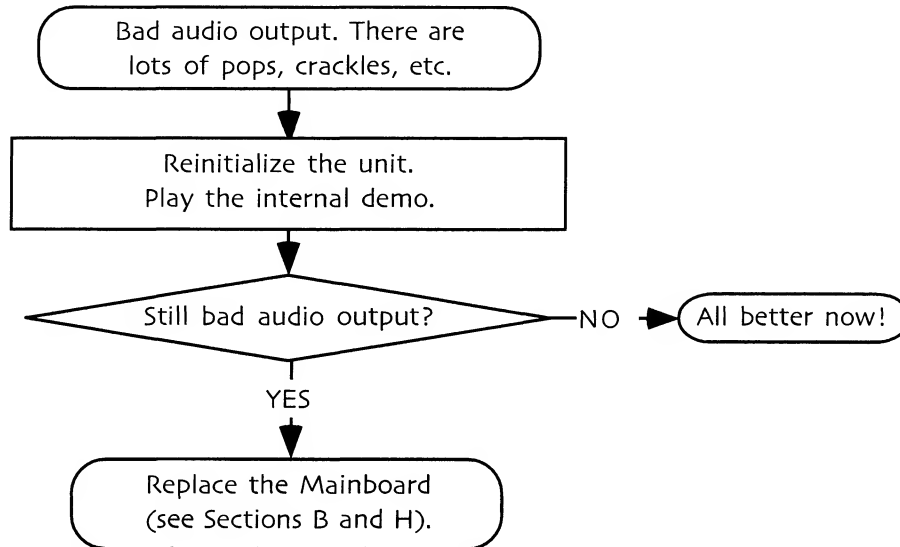 Bad audio output. There are
lots of pops, crackles, etc.
Reinitialize the unit.
Play the internal demo.
Still bad audio output?
NO
All better now!
YES
Replace the Mainboard
(see Sections B and H).